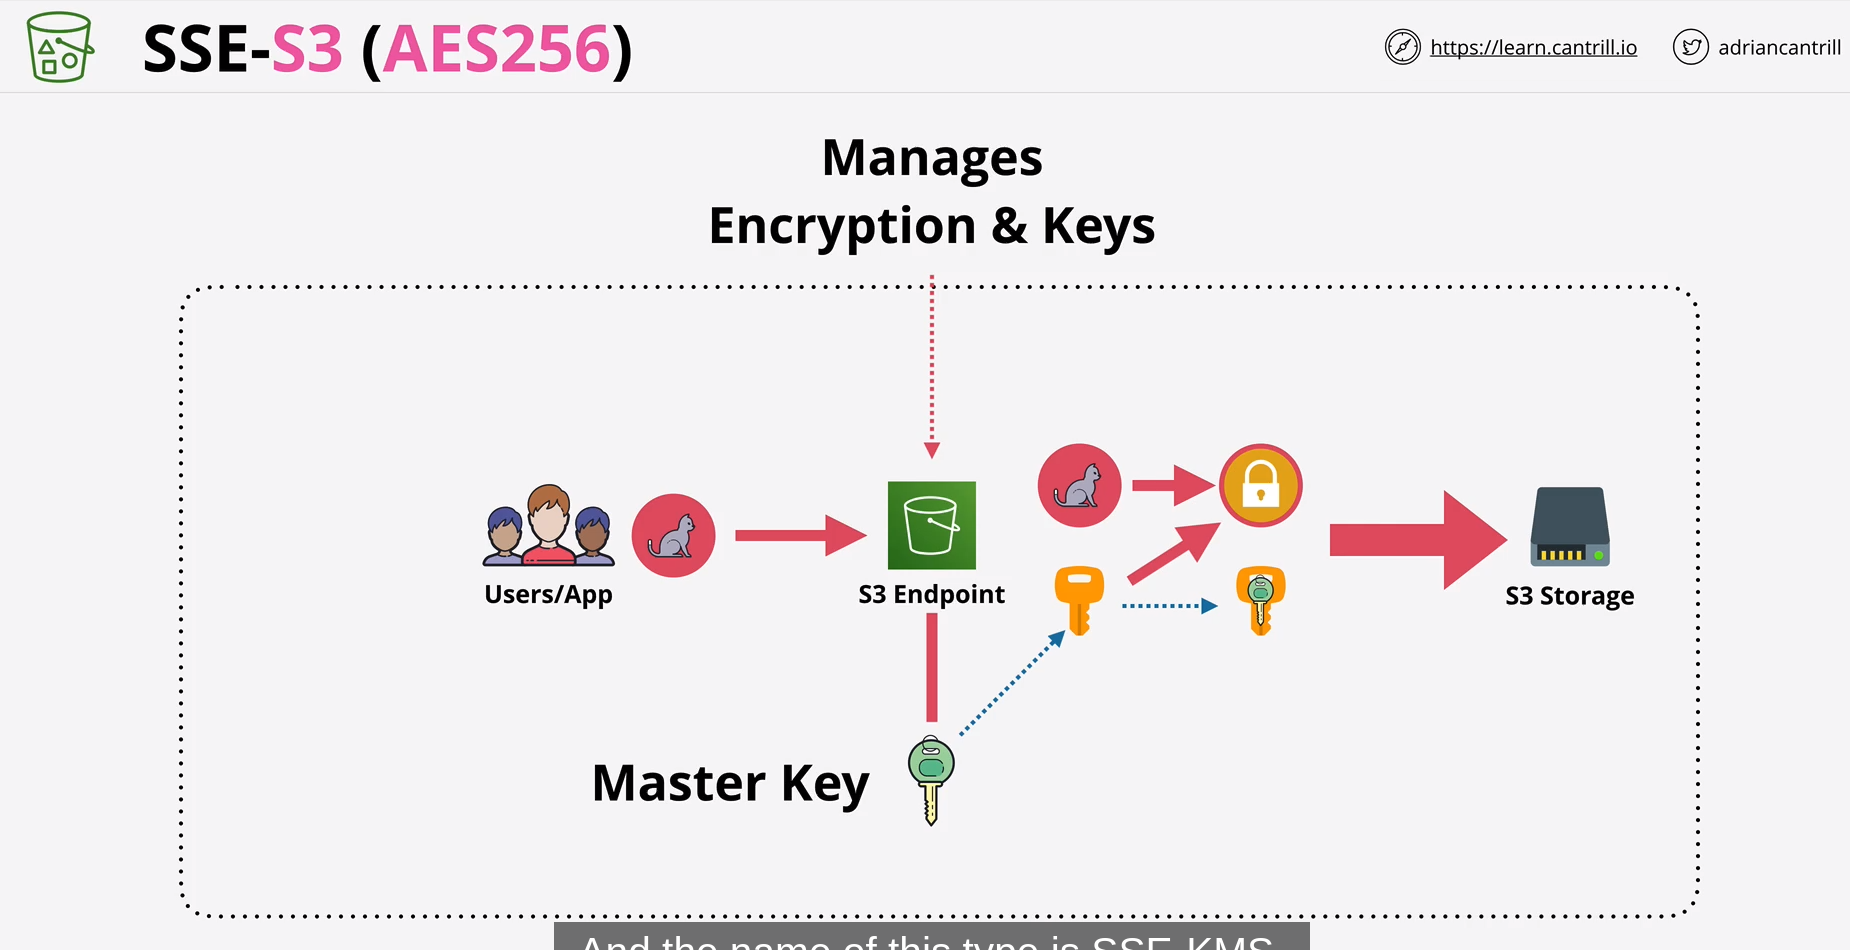 SSE-S3 (AES256)
https://learn.cantrill.io
adriancantrill
Manages
Encryption & Keys
Users/App
S3 Endpoint
S3 Storage
Master Key
And the name of this type is SSE-KMS